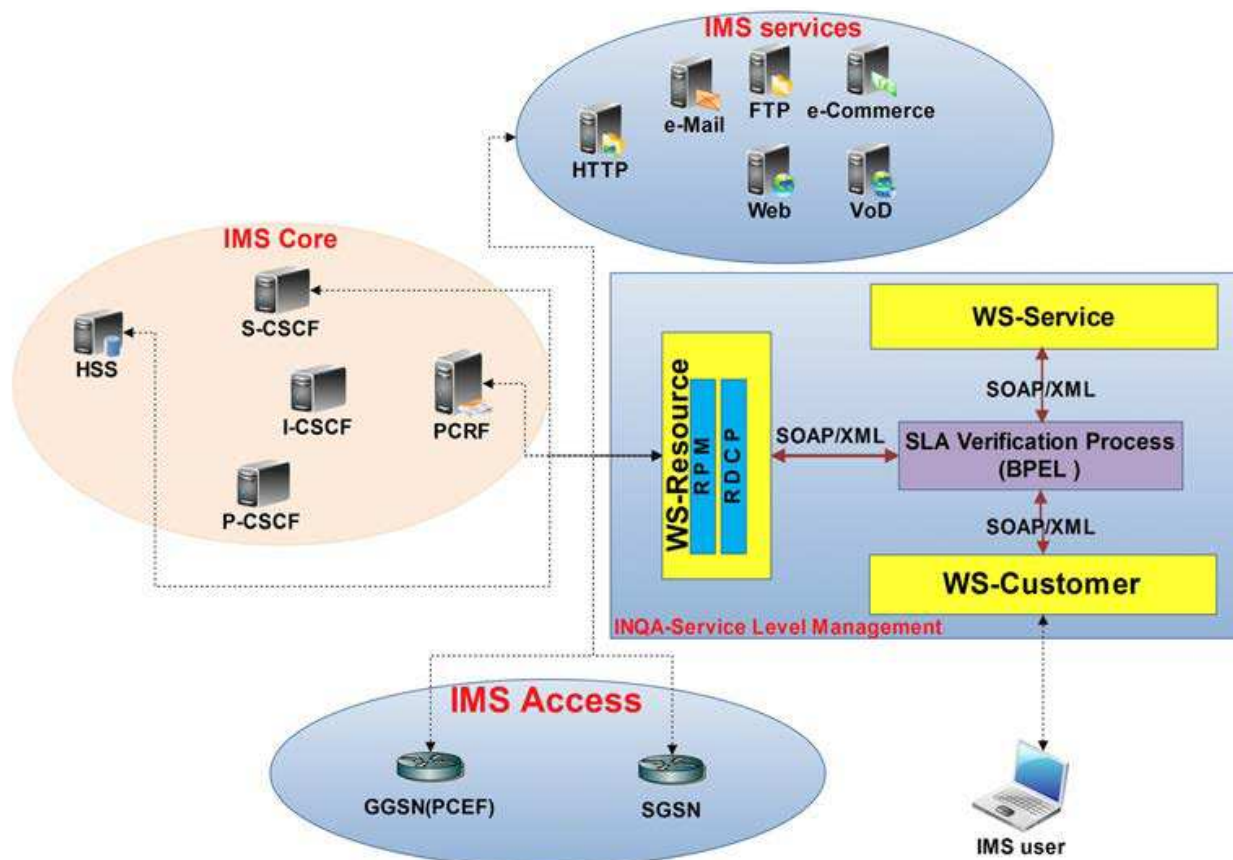 IMS services
e-Mail
FTP
e-Commerce
HTTP
Web
VoD
IMS Core
S-CSCF
HSS
I-CSCF
PCRF
P-CSCF
WS-Service
SOAP/XML
WS-Resource
RPM
RDCP
SOAP/XML
SLA Verification Process
(BPEL )
SOAP/XML
WS-Customer
INQA-Service Level Management
IMS Access
GGSN(PCEF)
SGSN
IMS user